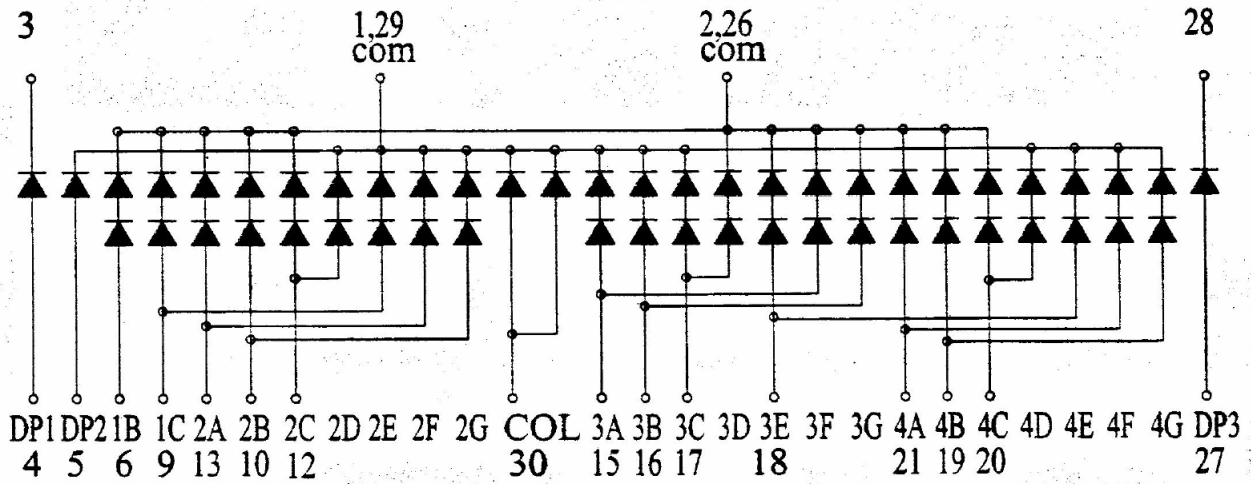 3 1,29 2,26 28
com com
DP1 DP2 1B 1C 2A 2B 2C 2D 2E 2F 2G COL 3A 3B 3C 3D 3E 3F 3G 4A 4B 4C 4D 4E 4F 4G DP3
4 5 6 9 13 10 12 30 15 16 17 18 21 19 20 27